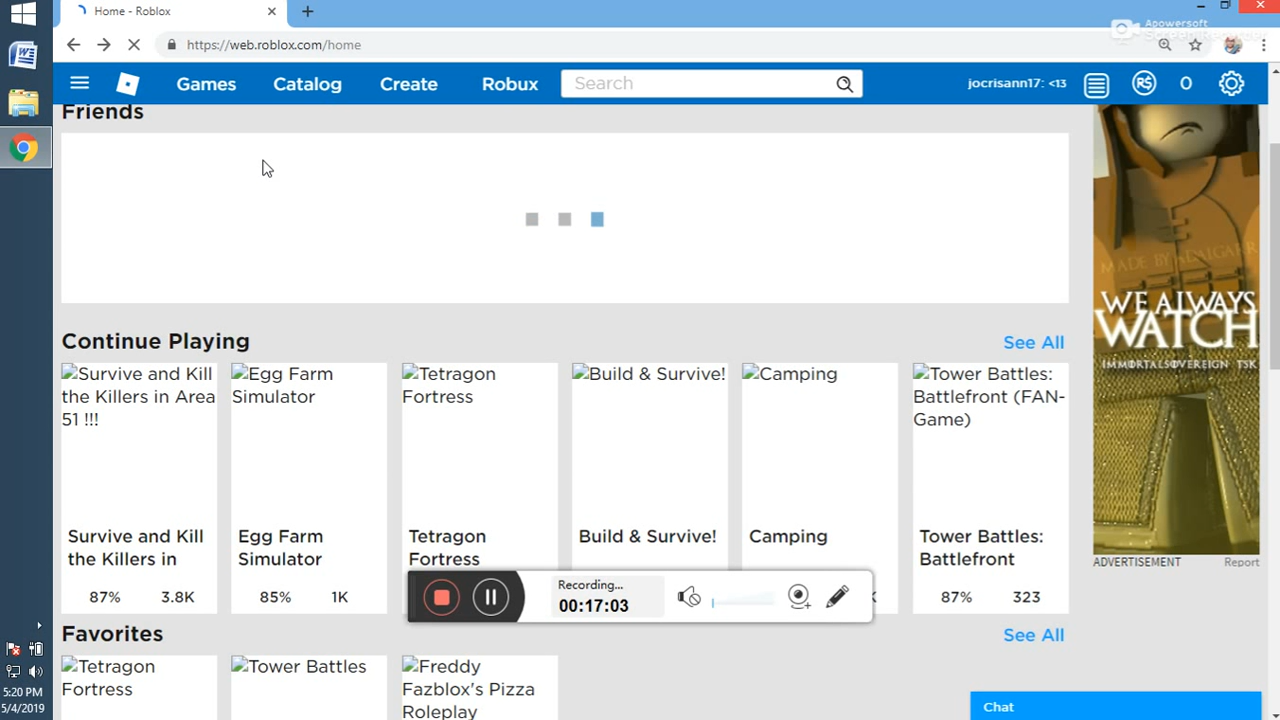 Home - Roblox
Apowersoft
Screen Recorder
https://web.roblox.com/home
Games Catalog Create Robux Search jocrisann17: <13 R$ 0
Friends
MADE BY ADALGARR
WE ALWAYS
WATCH
IMMORTALSOVEREIGN TSK
ADVERTISEMENT Report
Continue Playing See All
Survive and Kill
the Killers in Area
51 !!!
Egg Farm
Simulator
Tetragon
Fortress
Build & Survive!
Camping
Tower Battles:
Battlefront (FAN-
Game)
Survive and Kill
the Killers in
Egg Farm
Simulator
Tetragon
Fortress
Build & Survive!
Camping
Tower Battles:
Battlefront
87% 3.8K
85% 1K
K
87% 323
Recording...
00:17:03
Favorites See All
Tetragon
Fortress
Tower Battles
Freddy
Fazblox's Pizza
Roleplay
Chat
5:20 PM
5/4/2019